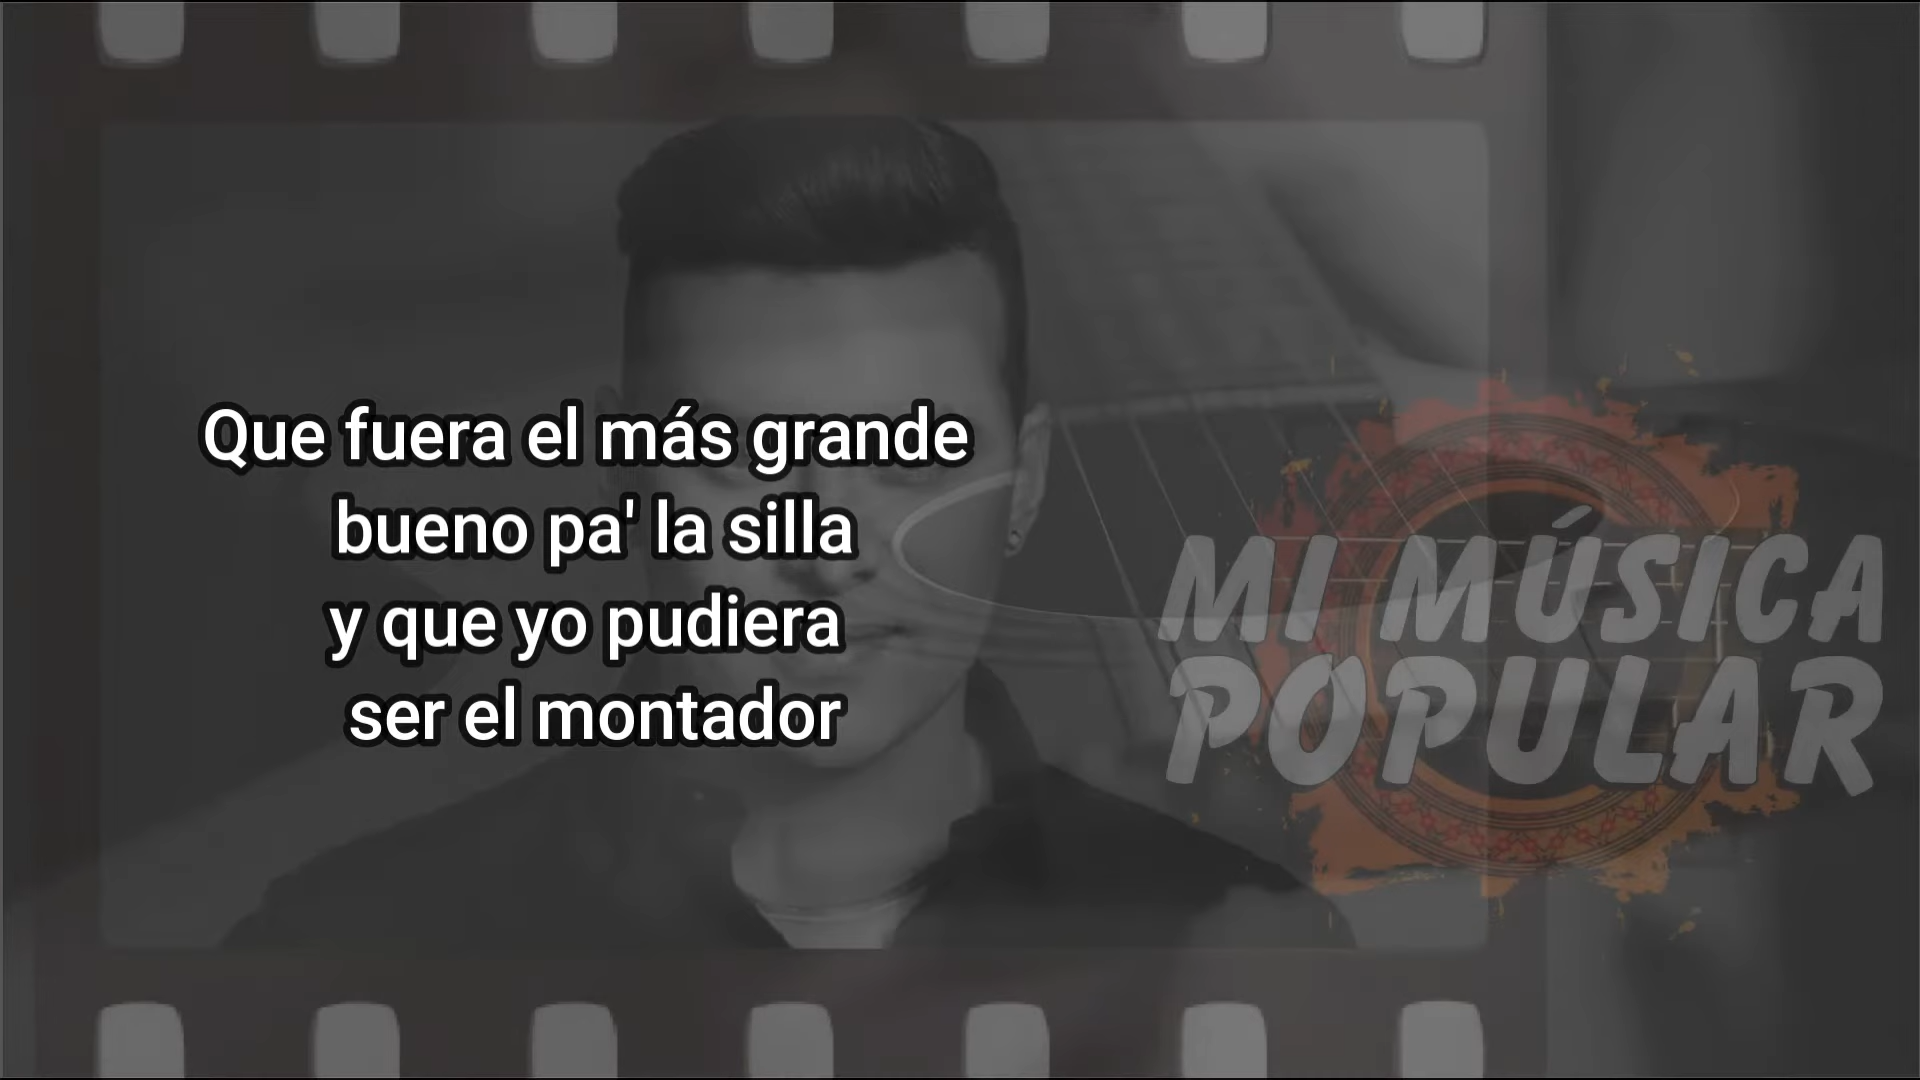 Que fuera el más grande
bueno pa' la silla
y que yo pudiera
ser el montador
MI MÚSICA
POPULAR